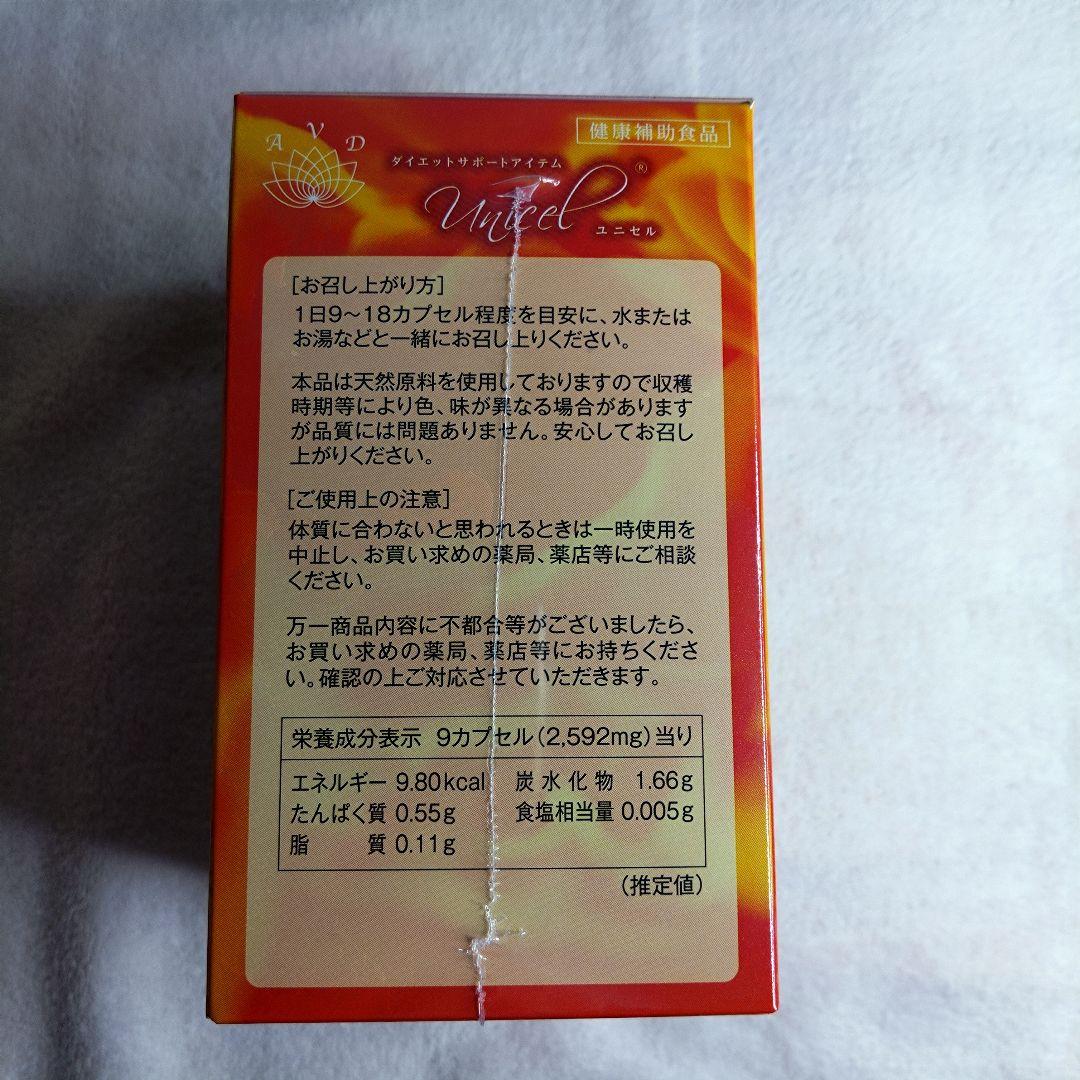 AVD
健康補助食品
ダイエットサポートアイテム
Unicel®
ユニセル
[お召し上がり方]
1日9〜18カプセル程度を目安に、水または
お湯などと一緒にお召し上りください。
本品は天然原料を使用しておりますので収穫
時期等により色、味が異なる場合があります
が品質には問題ありません。安心してお召し
上がりください。
[ご使用上の注意]
体質に合わないと思われるときは一時使用を
中止し、お買い求めの薬局、薬店等にご相談
ください。
万一商品内容に不都合等がございましたら、
お買い求めの薬局、薬店等にお持ちくださ
い。確認の上ご対応させていただきます。
栄養成分表示 9カプセル(2,592mg)当り
エネルギー 9.80kcal 炭水化物 1.66g
たんぱく質 0.55g 食塩相当量 0.005g
脂 質 0.11g
(推定値)